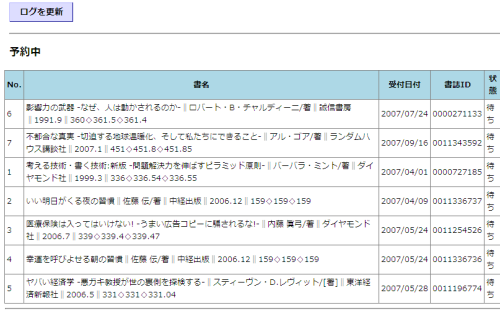 ログを更新
予約中
No. 書名 受付日付 書誌ID 状態
6 影響力の武器 -なぜ、人は動かされるのか-‖ロバート・B・チャルディーニ/著‖誠信書房 2007/07/24 0000271133 待ち
‖1991.9‖360◇361.5◇361.4
7 不都合な真実 -切迫する地球温暖化、そして私たちにできること-‖アル・ゴア/著‖ランダムハ 2007/09/16 0011343592 待ち
ウス講談社‖2007.1‖451◇451.8◇451.85
1 考える技術・書く技術:新版 -問題解決力を伸ばすピラミッド原則-‖バーバラ・ミント/著‖ダイ 2007/04/01 0000727185 待ち
ヤモンド社‖1999.3‖336◇336.54◇336.55
2 いい明日がくる夜の習慣‖佐藤 伝/著‖中経出版‖2006.12‖159◇159◇159 2007/04/09 0011336737 待ち
3 医療保険は入ってはいけない! -うまい広告コピーに騙されるな!-‖内藤 眞弓/著‖ダイヤモンド 2007/05/24 0011254526 待ち
社‖2006.7‖339◇339.4◇339.47
4 幸運を呼びよせる朝の習慣‖佐藤 伝/著‖中経出版‖2006.12‖159◇159◇159 2007/05/24 0011336736 待ち
5 ヤバい経済学 -悪ガキ教授が世の裏側を探検する-‖スティーヴン・D.レヴィット/[著]‖東洋経 2007/05/28 0011196774 待ち
済新報社‖2006.5‖331◇331◇331.04